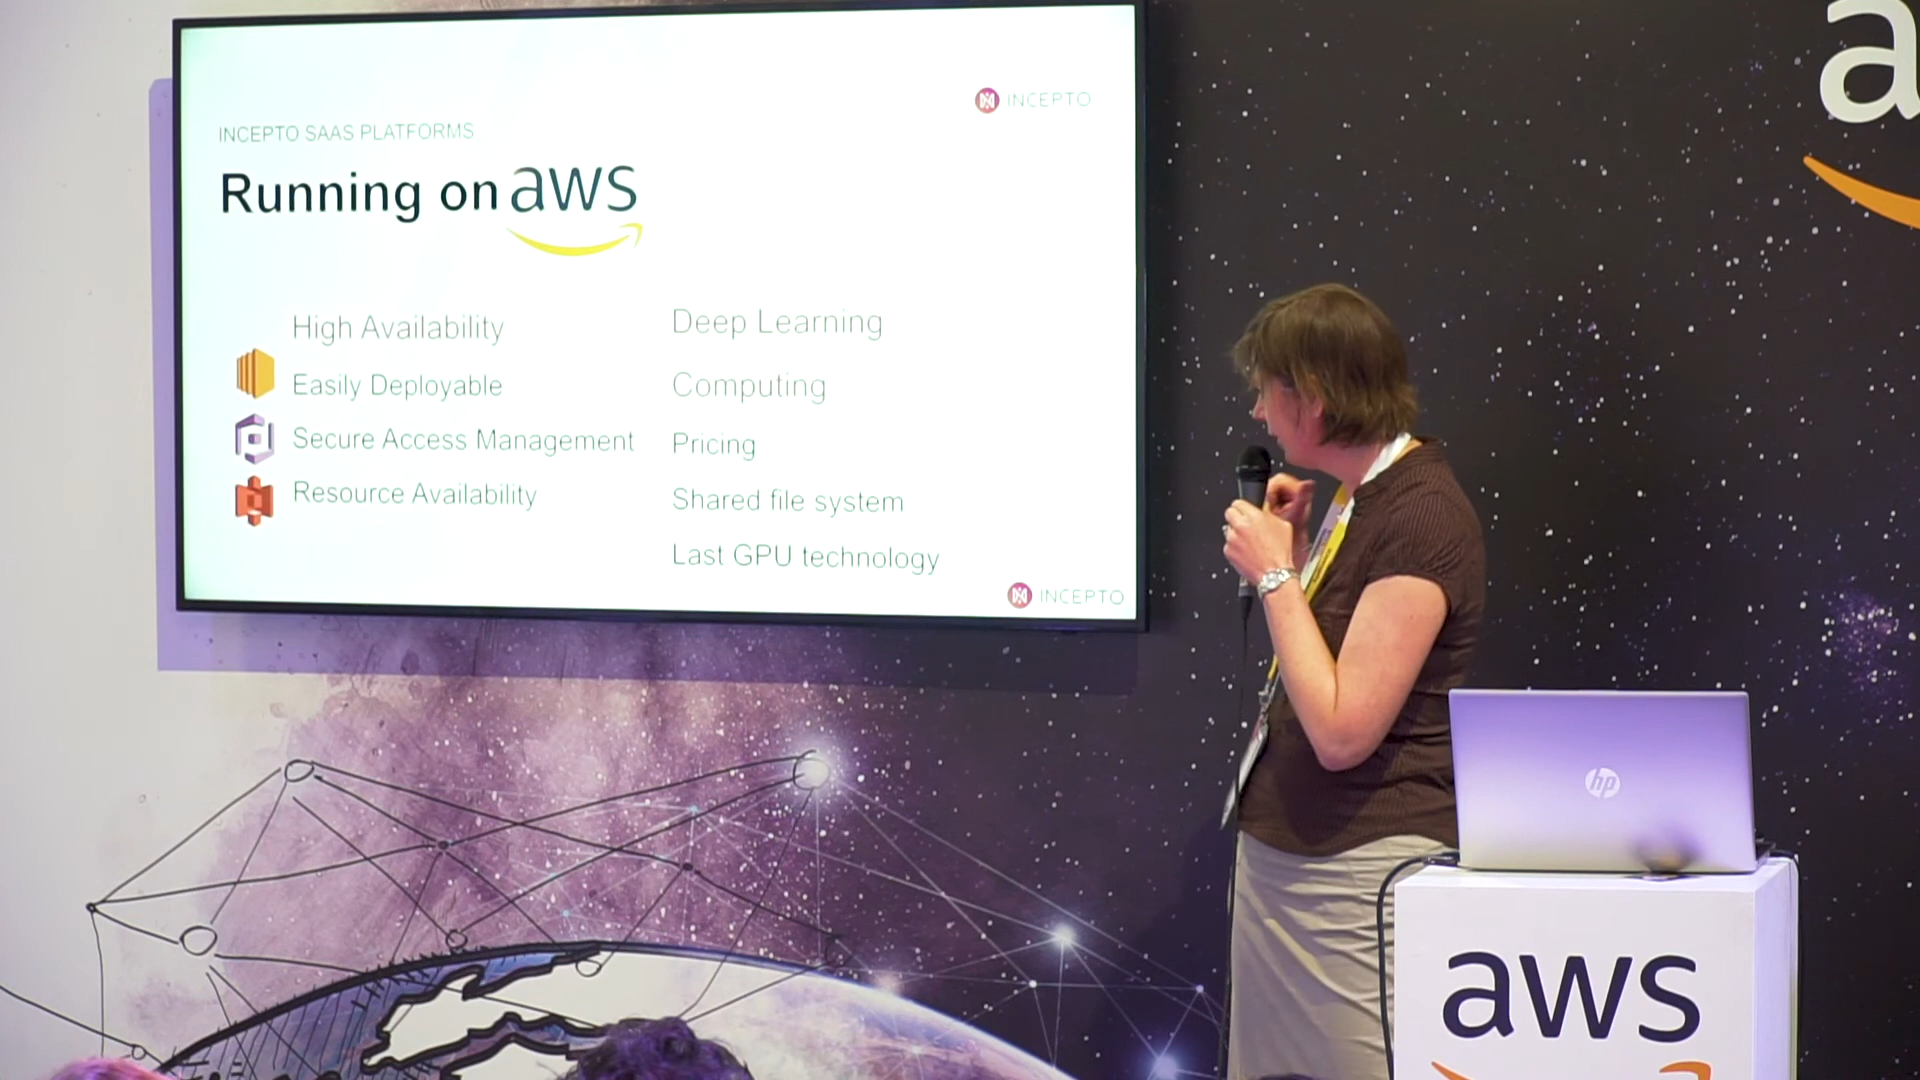 INCEPTO
INCEPTO SAAS PLATFORMS
Running on aws
High Availability
Easily Deployable
Secure Access Management
Resource Availability
Deep Learning
Computing
Pricing
Shared file system
Last GPU technology
INCEPTO
a
hp
aws